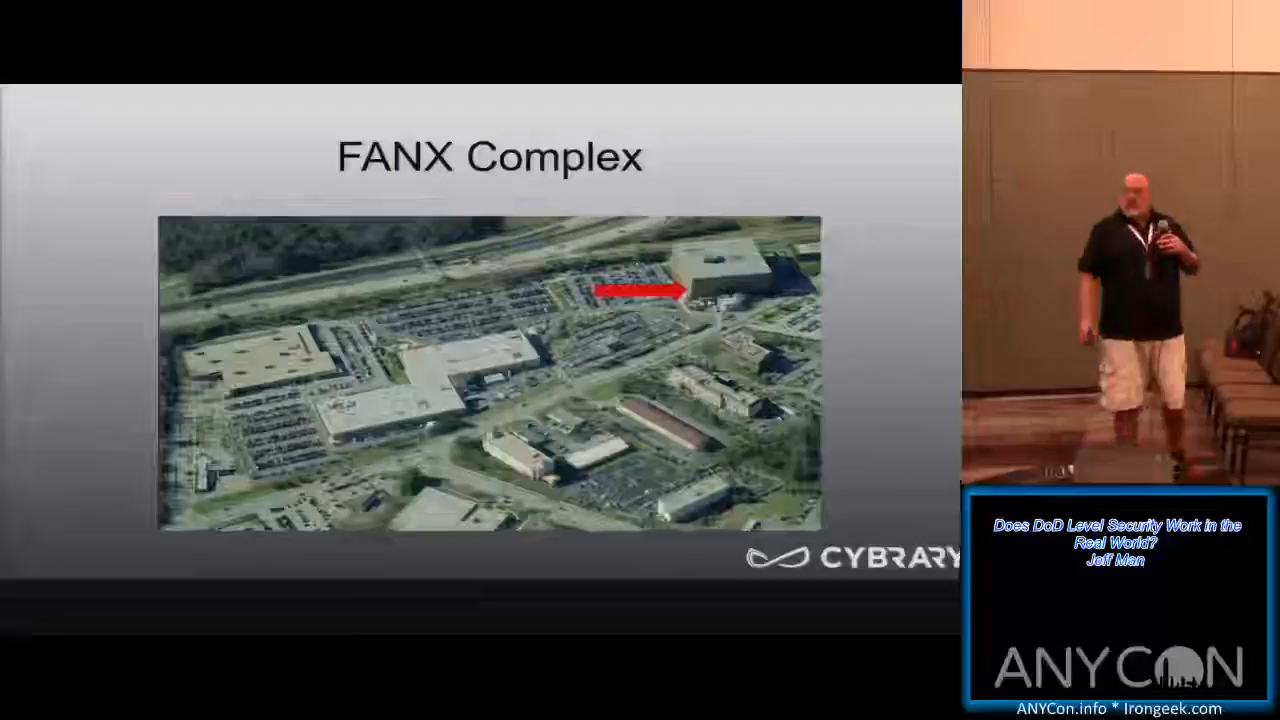 FANX Complex
CYBRARY
Does DoD Level Security Work in the
Real World?
Jeff Man
ANYCON
ANYCon.info * Irongeek.com